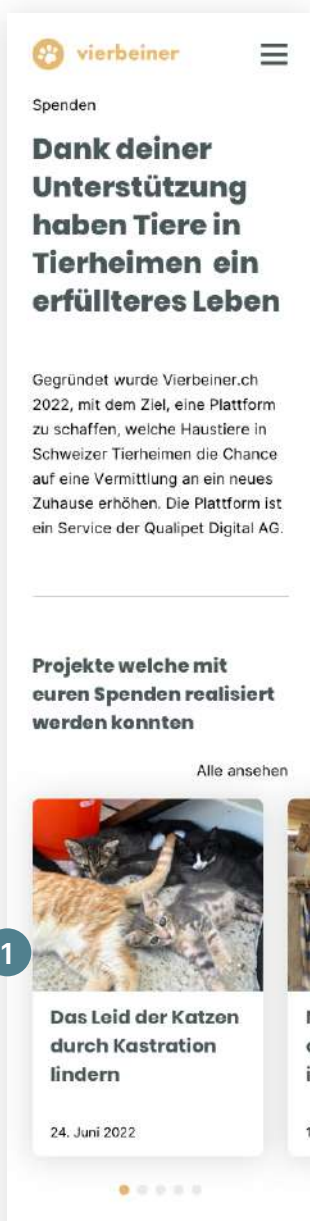 vierbeiner
Spenden
Dank deiner
Unterstützung
haben Tiere in
Tierheimen ein
erfüllteres Leben
Gegründet wurde Vierbeiner.ch
2022, mit dem Ziel, eine Plattform
zu schaffen, welche Haustiere in
Schweizer Tierheimen die Chance
auf eine Vermittlung an ein neues
Zuhause erhöhen. Die Plattform ist
ein Service der Qualipet Digital AG.
Projekte welche mit
euren Spenden realisiert
werden konnten
Alle ansehen
1
Das Leid der Katzen
durch Kastration
lindern
24. Juni 2022